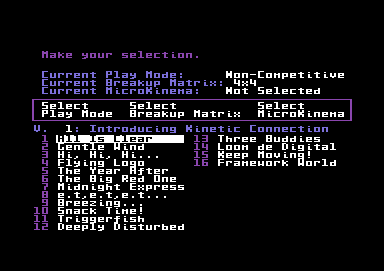 Make your selection.
Current Play Mode: Non-Competitive
Current Breakup Matrix: 4x4
Current MicroKinema: Not Selected
Select Select Select
Play Mode Breakup Matrix MicroKinema
V. 1: Introducing Kinetic Connection
1 All Is Clear 13 Three Buddies
2 Gentle Wind 14 Loon de Digital
3 Hi, Hi, Hi... 15 Keep Moving!
4 Flying Logo 16 Framework World
5 The Year After
6 The Big Red One
7 Midnight Express
8 e.t,e.t,e.t...
9 Breezing...
10 Snack Time!
11 Triggerfish
12 Deeply Disturbed